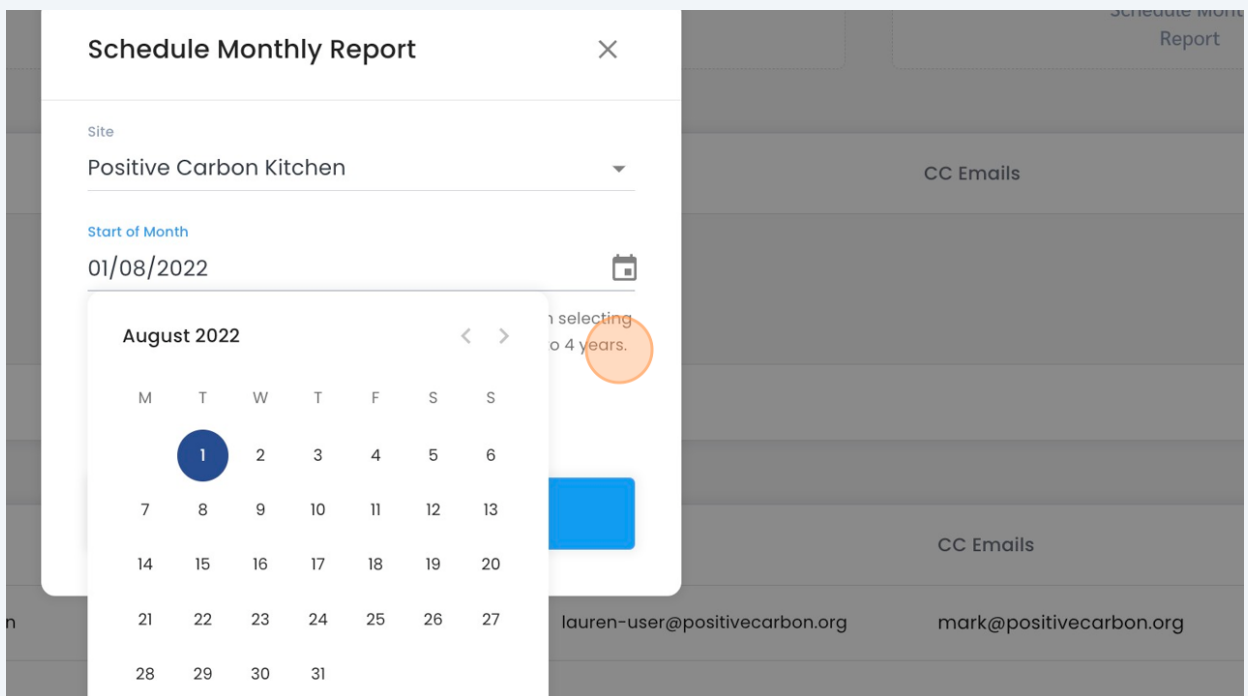 Schedule Monthly Report
Report
Site
Positive Carbon Kitchen
CC Emails
Start of Month
01/08/2022
selecting
4 years.
August 2022
M T W T F S S
1 2 3 4 5 6
7 8 9 10 11 12 13
14 15 16 17 18 19 20
21 22 23 24 25 26 27
28 29 30 31
CC Emails
lauren-user@positivecarbon.org
mark@positivecarbon.org